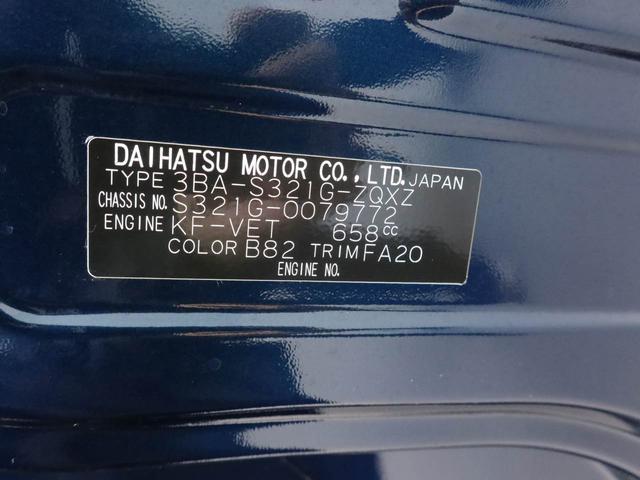 DAIHATSU MOTOR CO., LTD. JAPAN
TYPE 3BA-S321G-ZQXZ
CHASSIS NO. S321G-0079772
ENGINE KF-VET 658CC
COLOR B82 TRIM FA20
ENGINE NO.